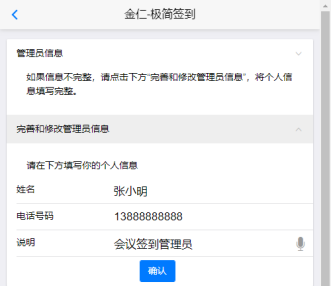 金仁-极简签到
管理员信息
如果信息不完整，请点击下方"完善和修改管理员信息"，将个人信
息填写完整。
完善和修改管理员信息
请在下方填写你的个人信息
姓名 张小明
电话号码 13888888888
说明 会议签到管理员
确认